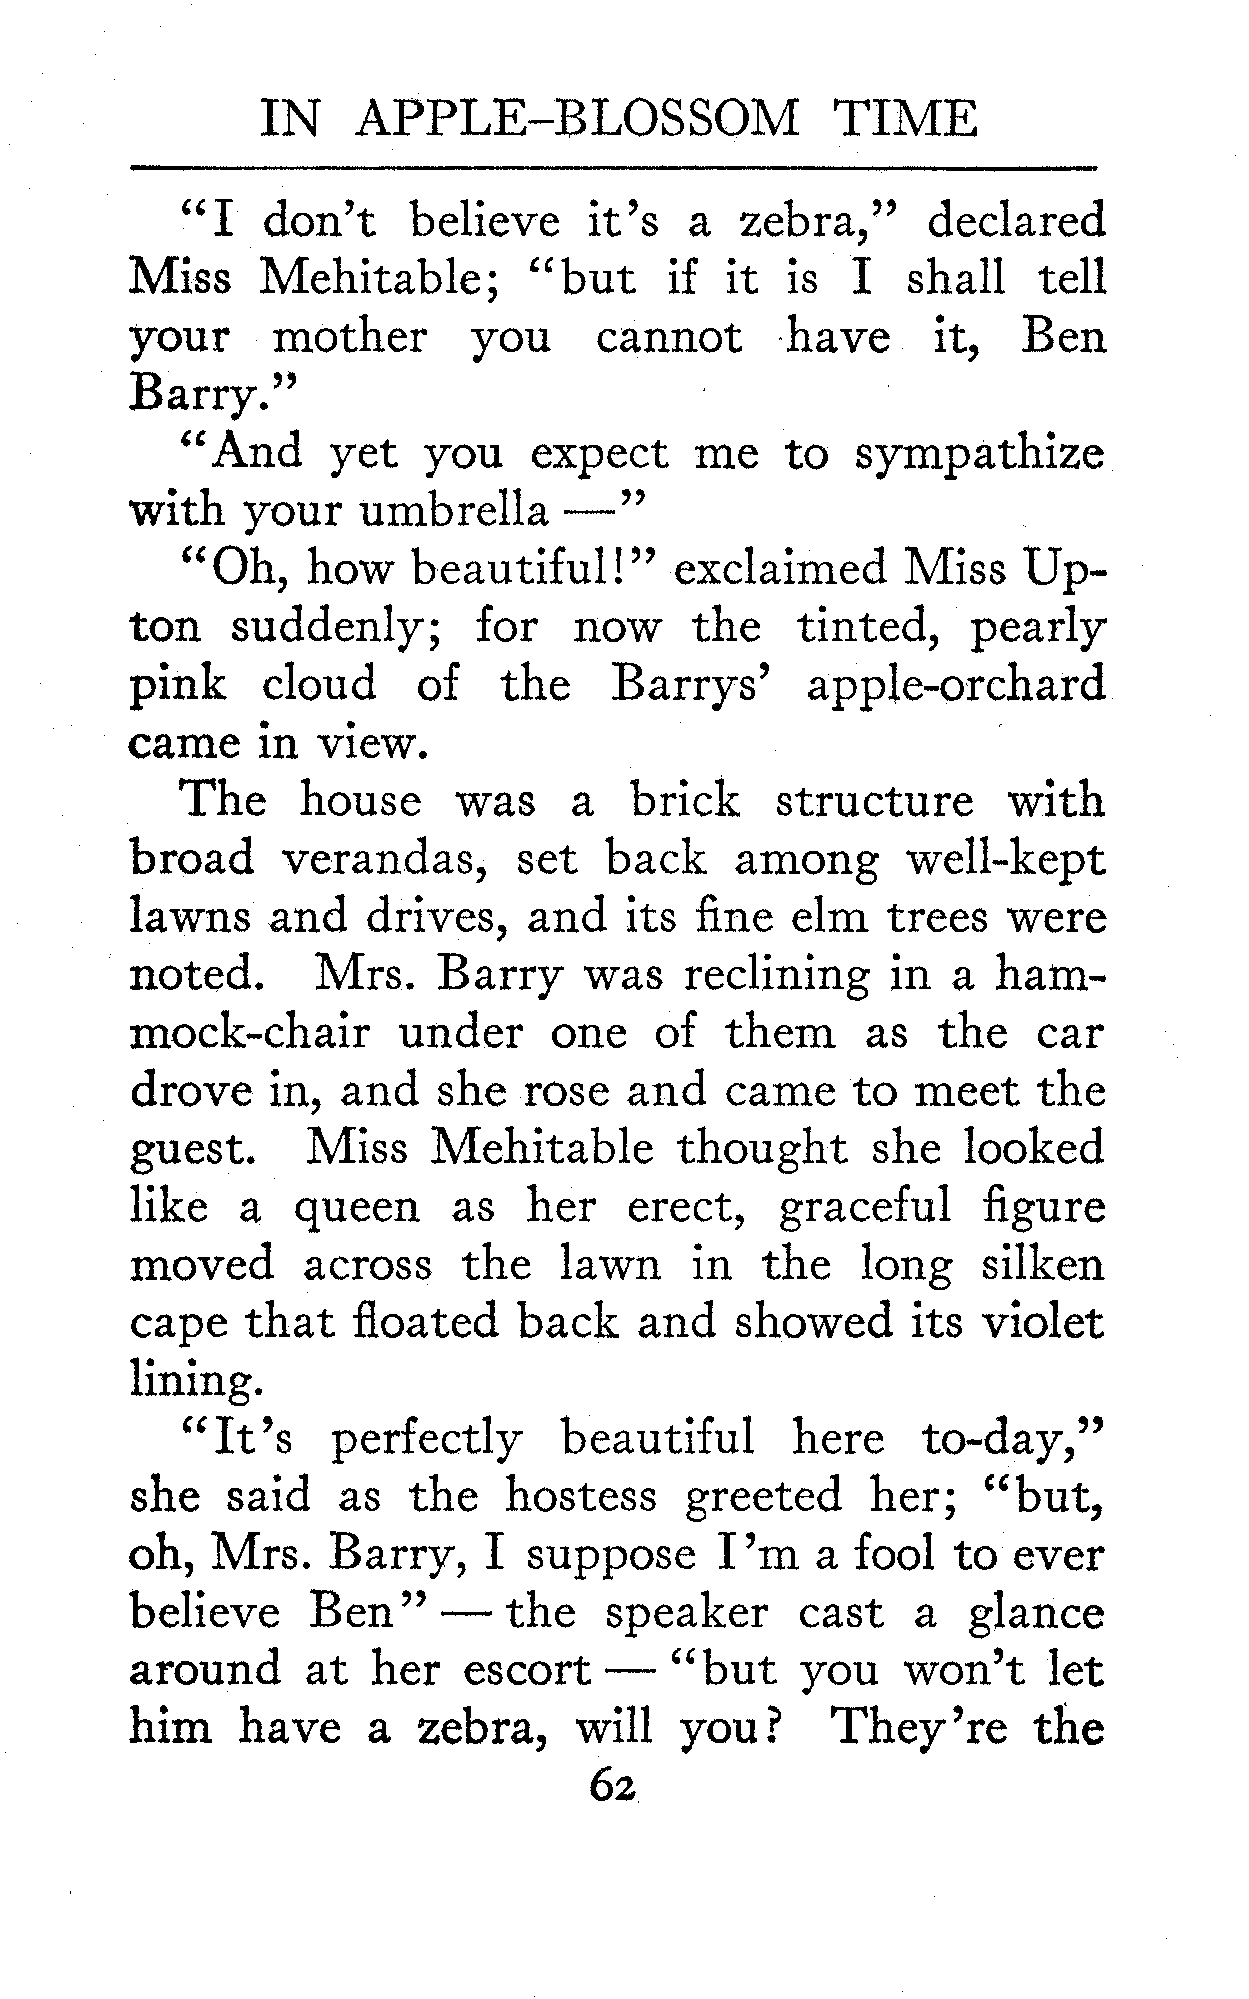 IN APPLE-BLOSSOM TIME
“I don’t believe it’s a zebra,” declared
Miss Mehitable; “but if it is I shall tell
your mother you cannot have it, Ben
Barry.”
“And yet you expect me to sympathize
with your umbrella —”
“Oh, how beautiful!” exclaimed Miss Up-
ton suddenly; for now the tinted, pearly
pink cloud of the Barrys’ apple-orchard
came in view.
The house was a brick structure with
broad verandas, set back among well-kept
lawns and drives, and its fine elm trees were
noted. Mrs. Barry was reclining in a ham-
mock-chair under one of them as the car
drove in, and she rose and came to meet the
guest. Miss Mehitable thought she looked
like a queen as her erect, graceful figure
moved across the lawn in the long silken
cape that floated back and showed its violet
lining.
“It’s perfectly beautiful here to-day,”
she said as the hostess greeted her; “but,
oh, Mrs. Barry, I suppose I’m a fool to ever
believe Ben” — the speaker cast a glance
around at her escort — “but you won’t let
him have a zebra, will you? They’re the
62